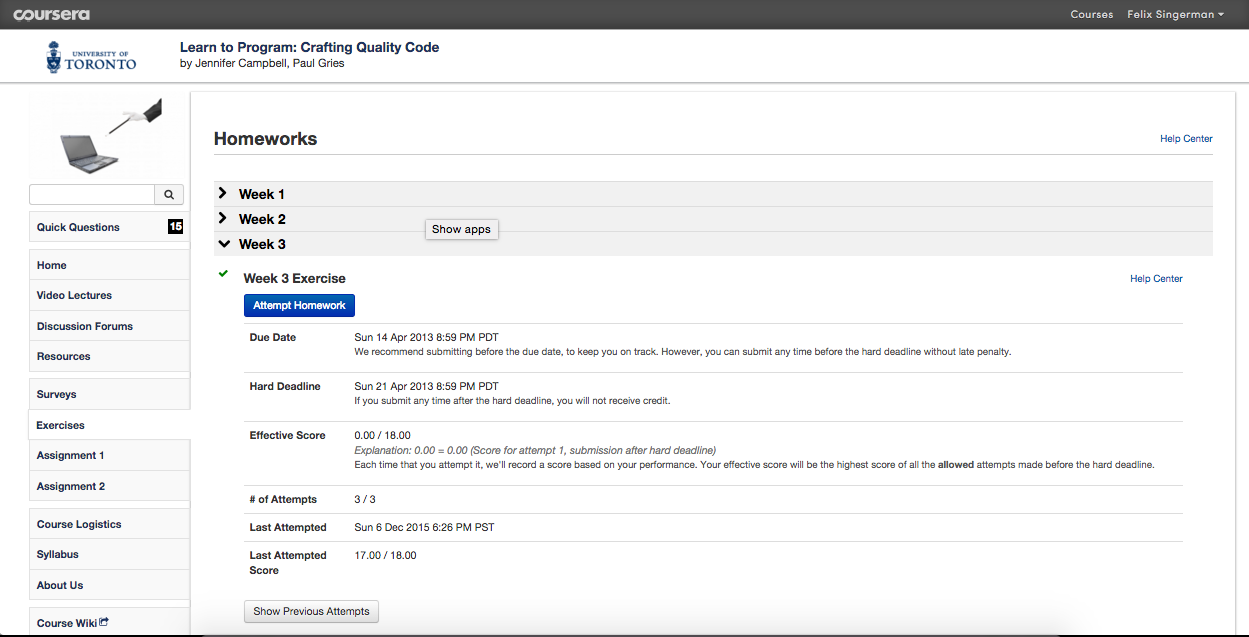 coursera
Courses Felix Singerman
UNIVERSITY OF
TORONTO
Learn to Program: Crafting Quality Code
by Jennifer Campbell, Paul Gries
Quick Questions 15
Home
Video Lectures
Discussion Forums
Resources
Surveys
Exercises
Assignment 1
Assignment 2
Course Logistics
Syllabus
About Us
Course Wiki
Homeworks
Help Center
Week 1
Week 2
Show apps
Week 3
Week 3 Exercise
Help Center
Attempt Homework
Due Date Sun 14 Apr 2013 8:59 PM PDT
We recommend submitting before the due date, to keep you on track. However, you can submit any time before the hard deadline without late penalty.
Hard Deadline Sun 21 Apr 2013 8:59 PM PDT
If you submit any time after the hard deadline, you will not receive credit.
Effective Score 0.00 / 18.00
Explanation: 0.00 = 0.00 (Score for attempt 1, submission after hard deadline)
Each time that you attempt it, we'll record a score based on your performance. Your effective score will be the highest score of all the allowed attempts made before the hard deadline.
# of Attempts 3 / 3
Last Attempted Sun 6 Dec 2015 6:26 PM PST
Last Attempted 17.00 / 18.00
Score
Show Previous Attempts